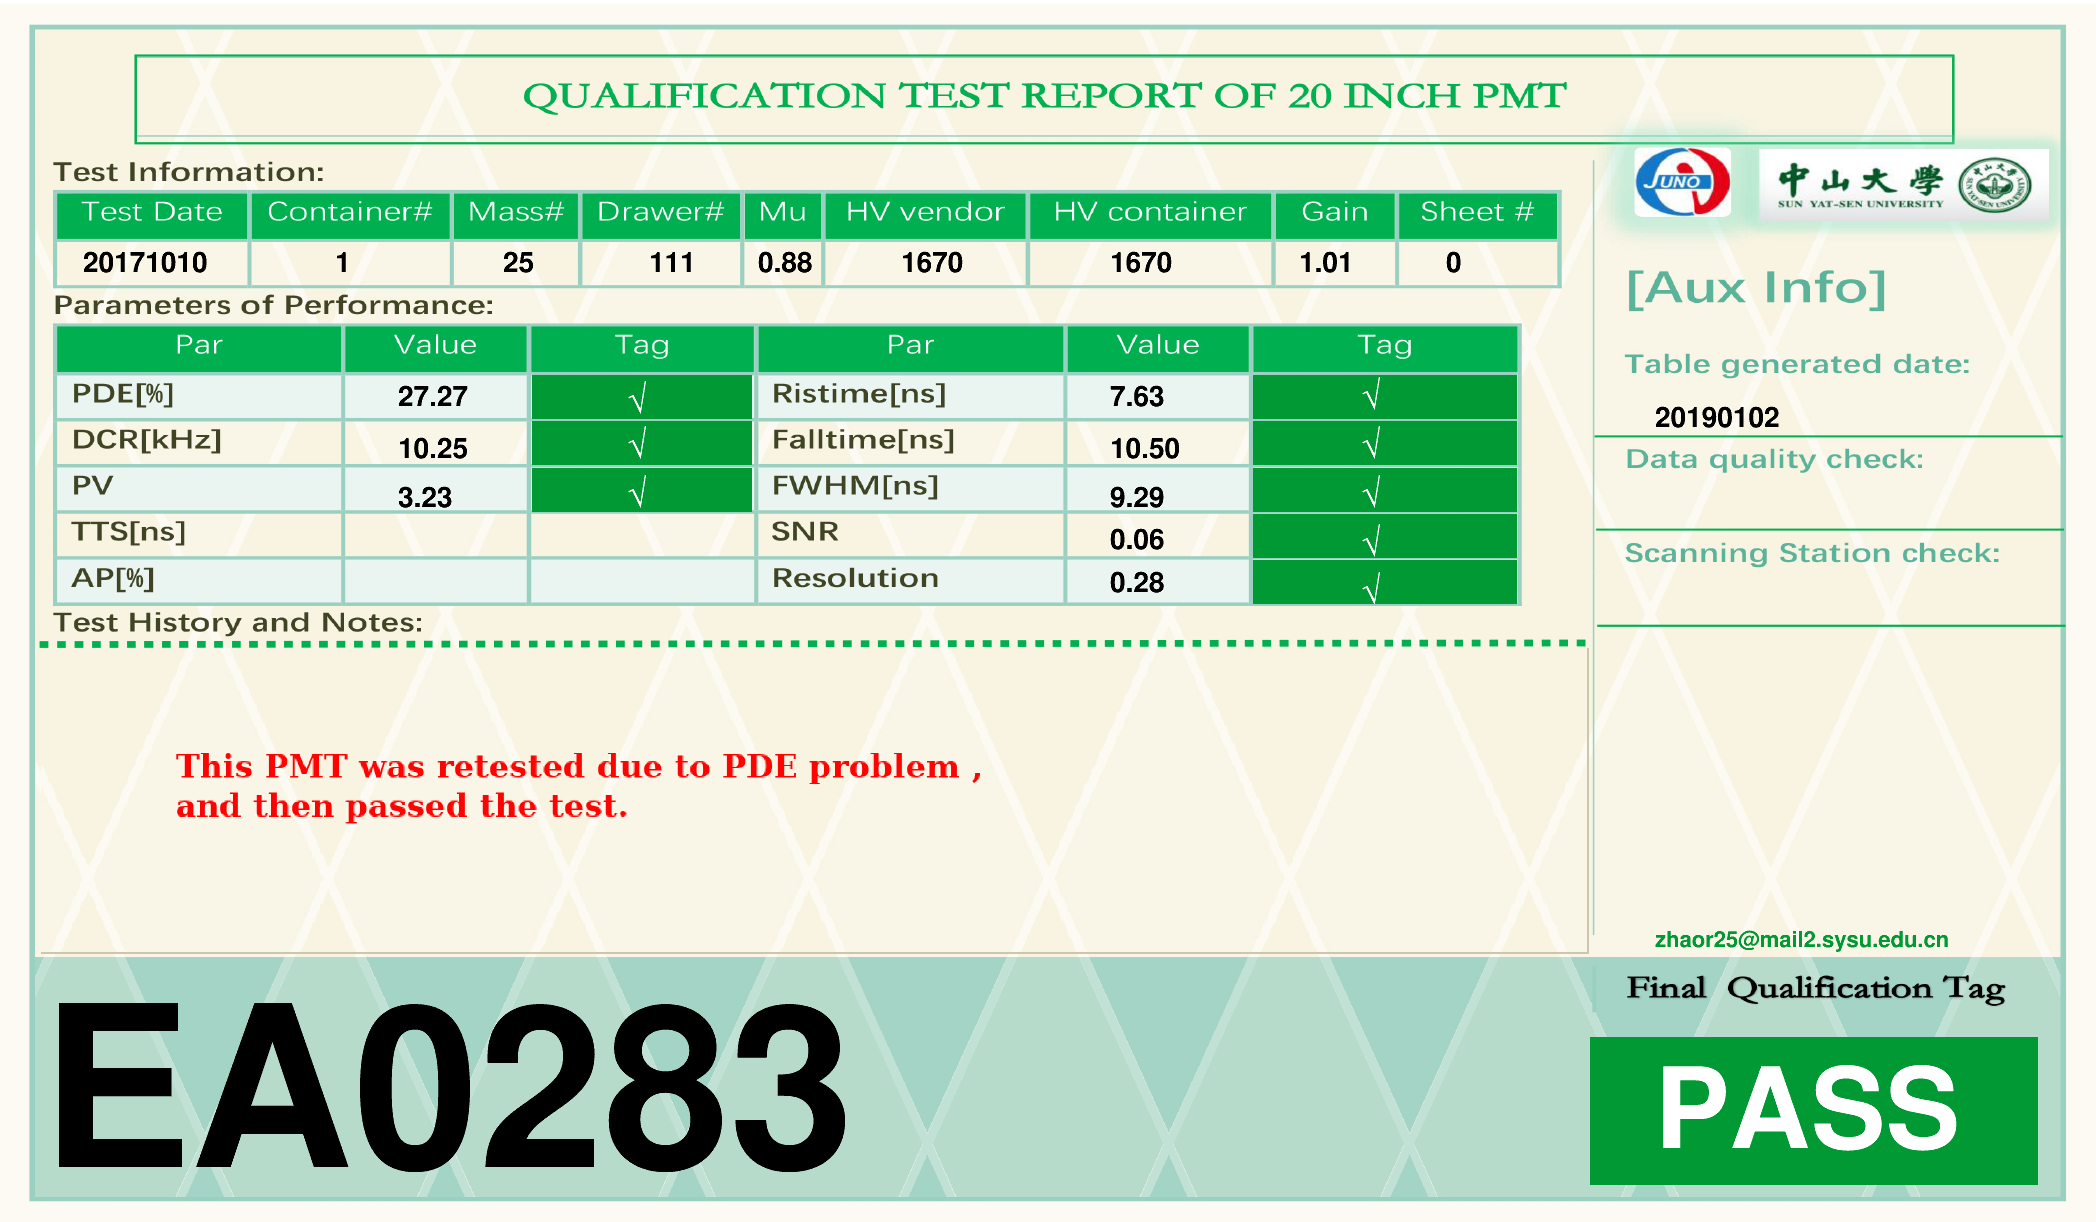 QUALIFICATION TEST REPORT OF 20 INCH PMT
JUNO
中山大學
SUN YAT-SEN UNIVERSITY
Test Information:
Test Date Container# Mass# Drawer# Mu HV vendor HV container Gain Sheet #
20171010 1 25 111 0.88 1670 1670 1.01 0
Parameters of Performance:
Par Value Tag Par Value Tag
PDE[%] 27.27 √ Ristime[ns] 7.63 √
DCR[kHz] 10.25 √ Falltime[ns] 10.50 √
PV 3.23 √ FWHM[ns] 9.29 √
TTS[ns] SNR 0.06 √
AP[%] Resolution 0.28 √
Test History and Notes:
This PMT was retested due to PDE problem ,
and then passed the test.
[Aux Info]
Table generated date:
20190102
Data quality check:
Scanning Station check:
zhaor25@mail2.sysu.edu.cn
Final Qualification Tag
EA0283
PASS